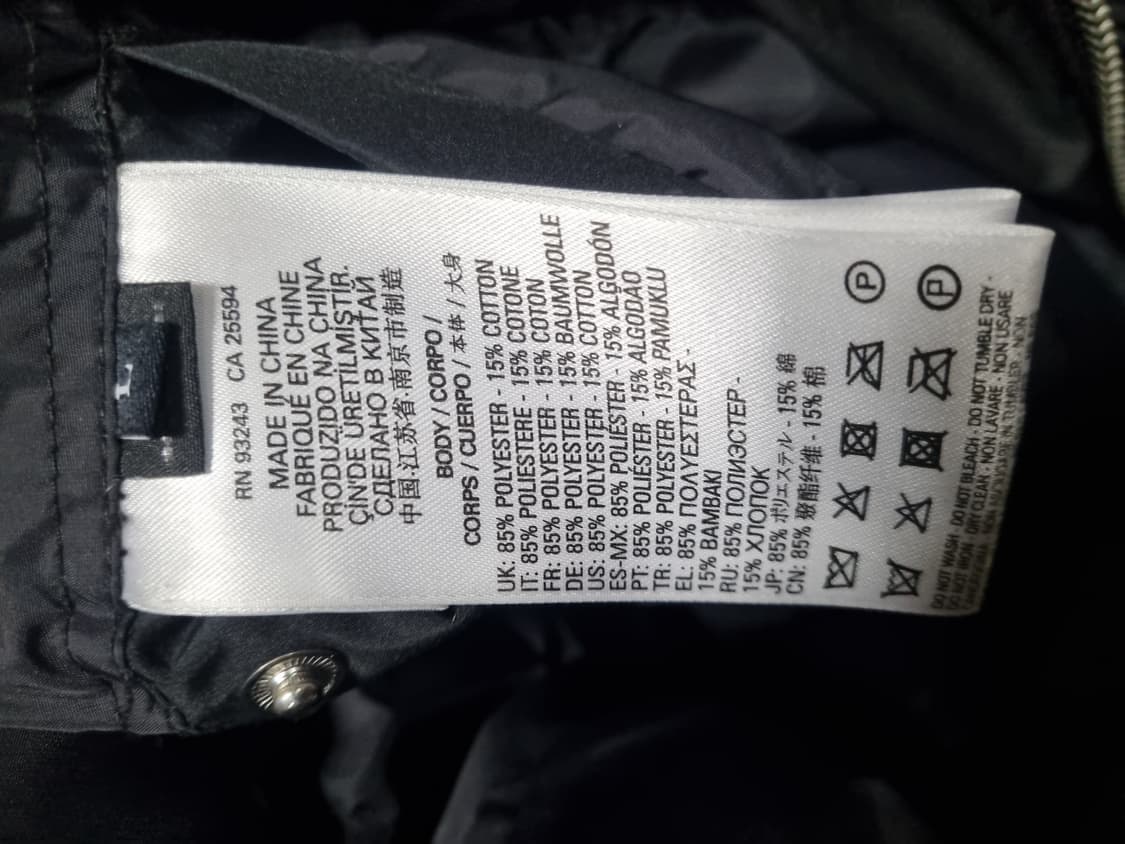 L
RN 93243 CA 25594
MADE IN CHINA
FABRIQUÉ EN CHINE
PRODUZIDO NA CHINA
ÇIN'DE ÜRETILMIŞTIR.
СДЕЛАНО В КИТАЙ
中国·江苏省·南京市制造
BODY / CORPO /
CORPS / CUERPO / 本体 / 大身
UK: 85% POLYESTER - 15% COTTON
IT: 85% POLIESTERE - 15% COTONE
FR: 85% POLYESTER - 15% COTON
DE: 85% POLYESTER - 15% BAUMWOLLE
US: 85% POLYESTER - 15% COTTON
ES-MX: 85% POLIÉSTER - 15% ALGODÓN
PT: 85% POLIÉSTER - 15% ALGODAO
TR: 85% POLYESTER - 15% PAMUKLU
EL: 85% ΠΟΛΥΕΣΤΕΡΑΣ -
15% ΒΑΜΒΑΚΙ
RU: 85% ПОЛИЭСТЕР -
15% ХЛОПОК
JP: 85% ポリエステル - 15% 綿
CN: 85% 聚酯纤维 - 15% 棉
P
P
DO NOT WASH · DO NOT BLEACH · DO NOT TUMBLE DRY ·
DO NOT IRON · DRY CLEAN · NON LAVARE · NON USARE